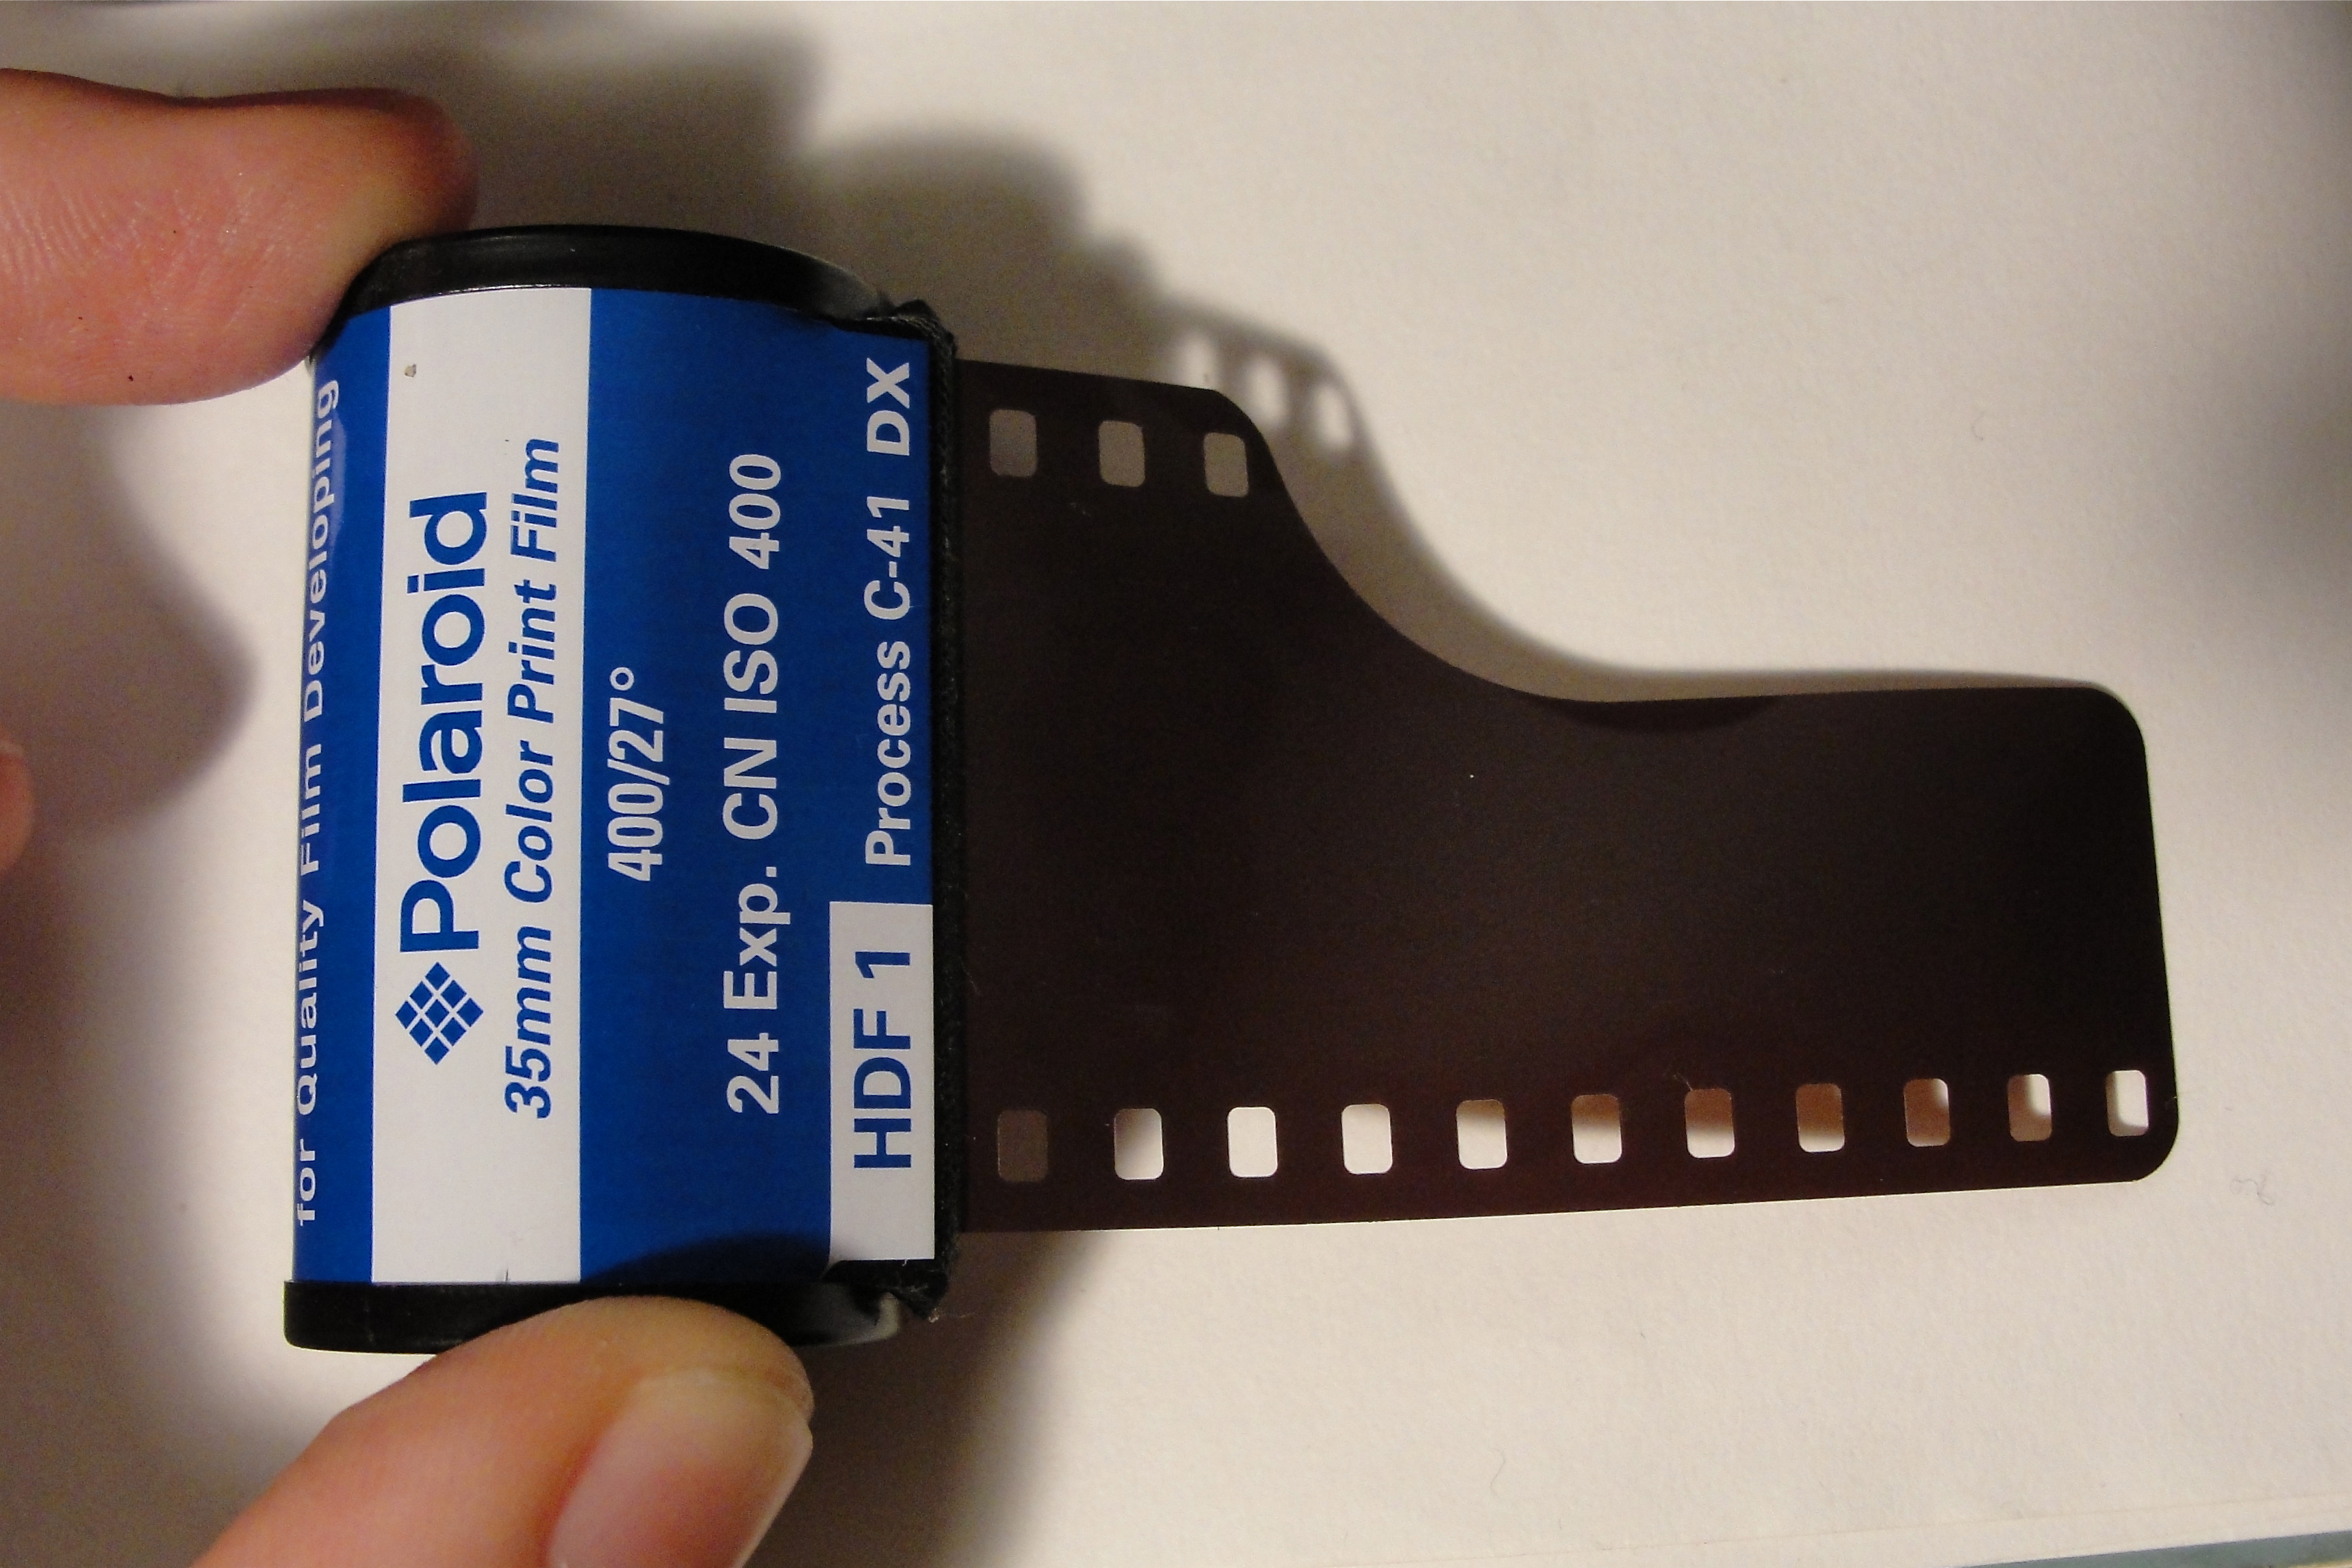 for Quality Film Developing
Polaroid
35mm Color Print Film
400/27°
24 Exp. CN ISO 400
HDF 1 Process C-41 DX